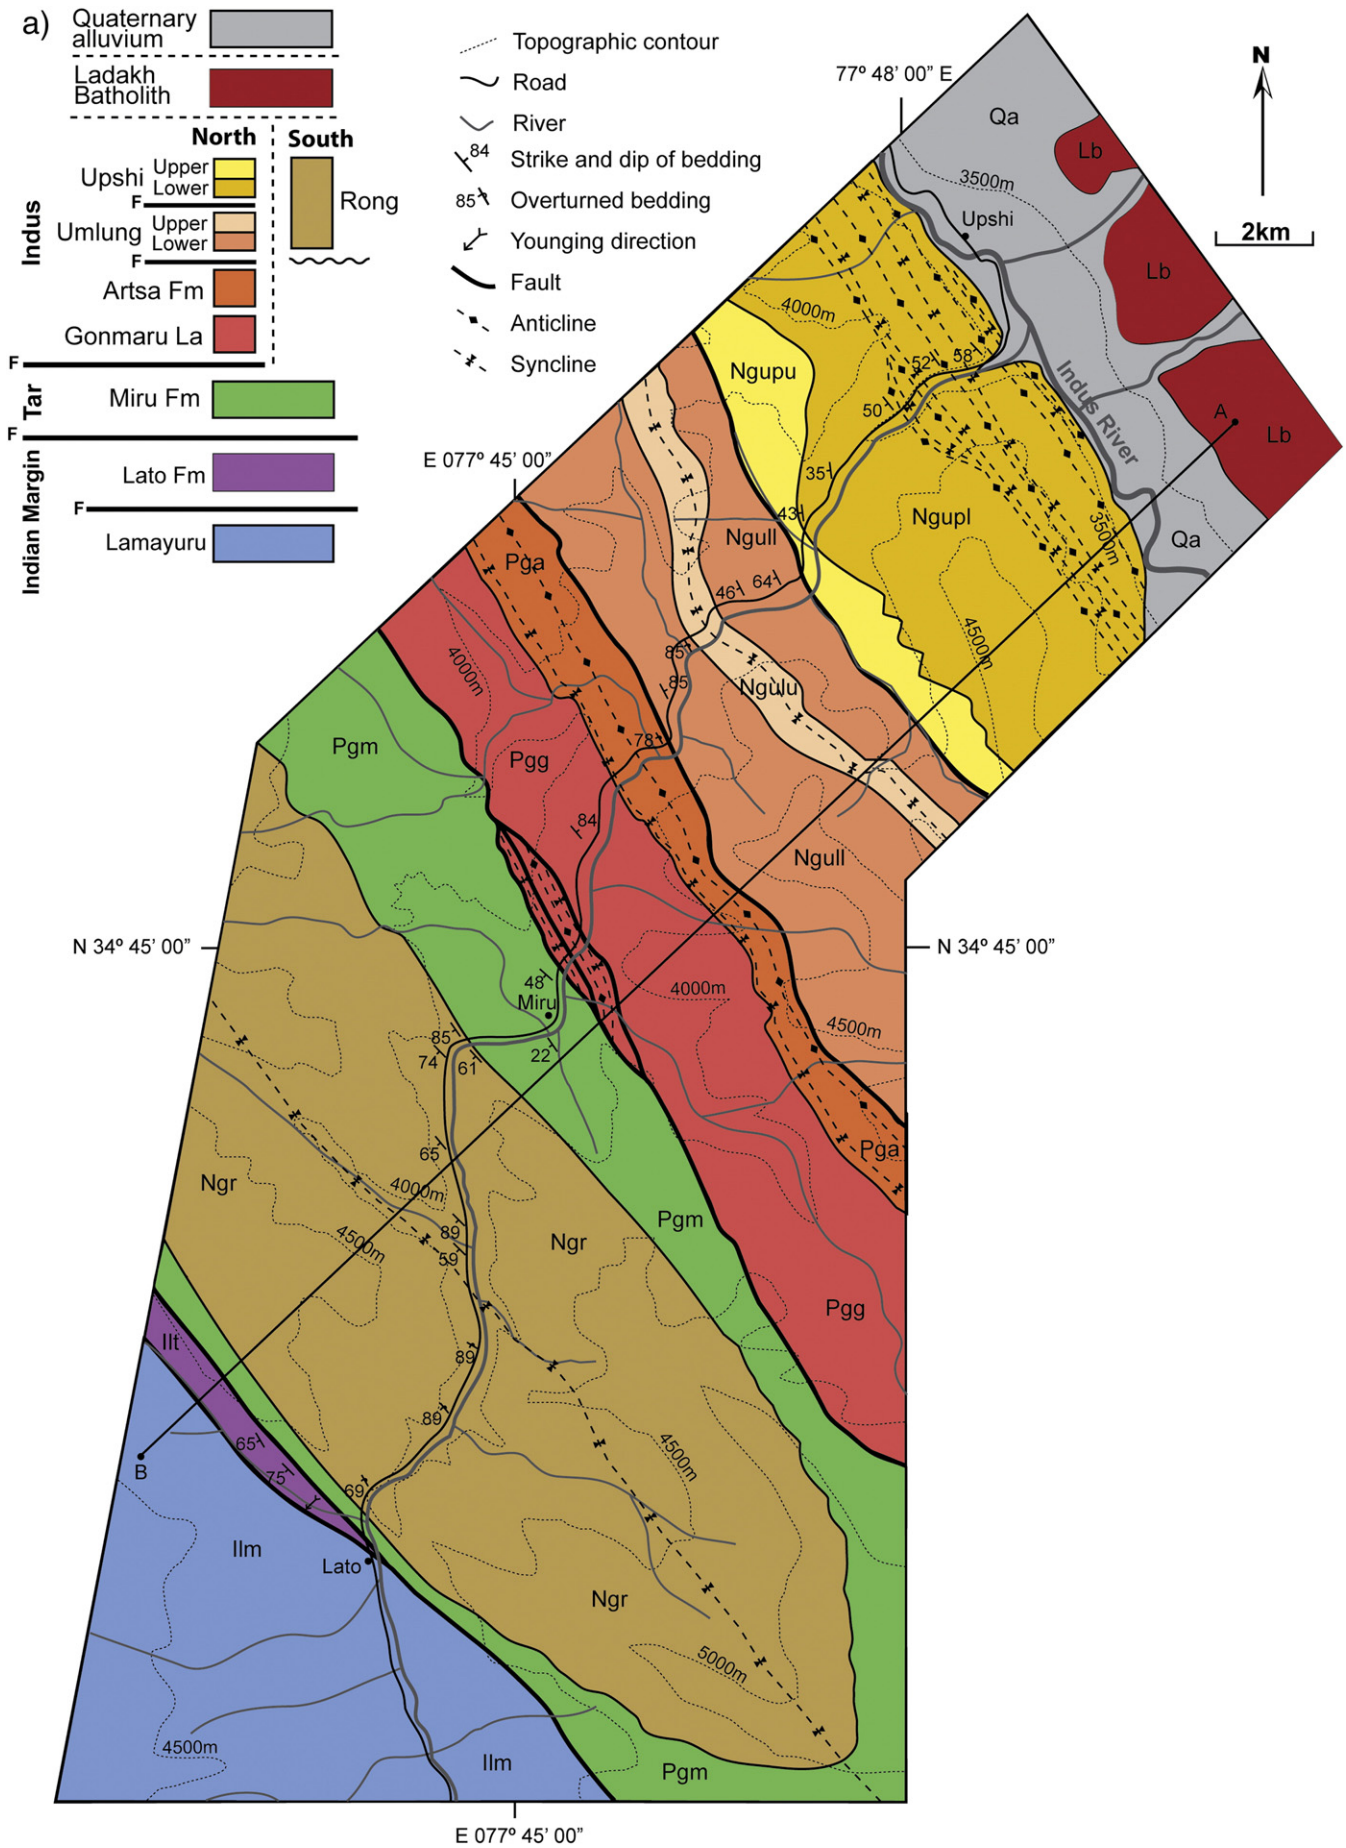 a)
Quaternary
alluvium
Ladakh
Batholith
North
South
Indus
Upshi
Upper
Lower
F
Umlung
Upper
Lower
F
Rong
Artsa Fm
Gonmaru La
F
Tar
Miru Fm
F
Indian Margin
Lato Fm
F
Lamayuru
Topographic contour
Road
River
84
Strike and dip of bedding
85
Overturned bedding
Younging direction
Fault
Anticline
Syncline
77º 48' 00" E
N
2km
Qa
Lb
3500m
Upshi
Lb
4000m
Ngupu
52
58
Indus River
50
A
Lb
E 077º 45' 00"
35
43
Ngupl
3500m
Qa
Ngull
Pga
46
64
4500m
85
4000m
85
Ngulu
78
Pgm
Pgg
84
Ngull
N 34º 45' 00"
N 34º 45' 00"
48
Miru
4000m
4500m
85
74
61
22
65
Pga
Ngr
4000m
Pgm
89
4500m
59
Ngr
Pgg
Ilt
89
89
65
4500m
B
75
69
Ilm
Lato
Ngr
5000m
4500m
Ilm
Pgm
E 077º 45' 00"